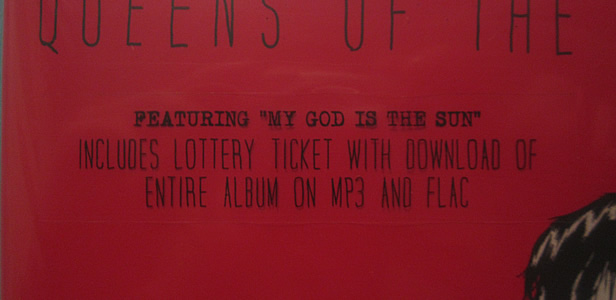 QUEENS OF THE
FEATURING "MY GOD IS THE SUN"
INCLUDES LOTTERY TICKET WITH DOWNLOAD OF
ENTIRE ALBUM ON MP3 AND FLAC